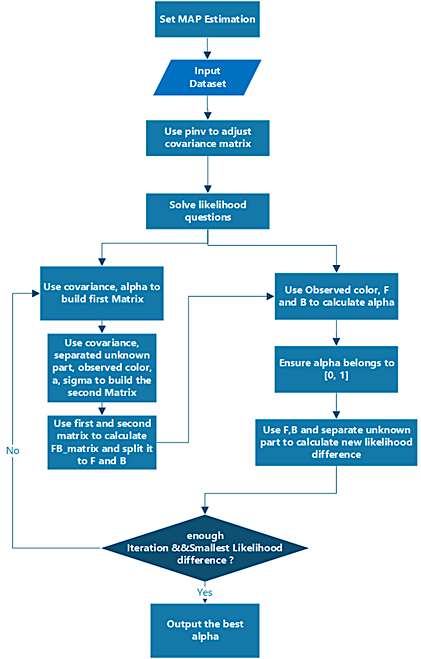 Set MAP Estimation
Input
Dataset
Use pinv to adjust
covariance matrix
Solve likelihood
questions
Use covariance, alpha to
build first Matrix
Use covariance,
separated unknown
part, observed color,
a, sigma to build the
second Matrix
Use first and second
matrix to calculate
FB_matrix and split it
to F and B
Use Observed color, F
and B to calculate alpha
Ensure alpha belongs to
[0, 1]
Use F,B and separate unknown
part to calculate new likelihood
difference
No
enough
Iteration &&Smallest Likelihood
difference ?
Yes
Output the best
alpha